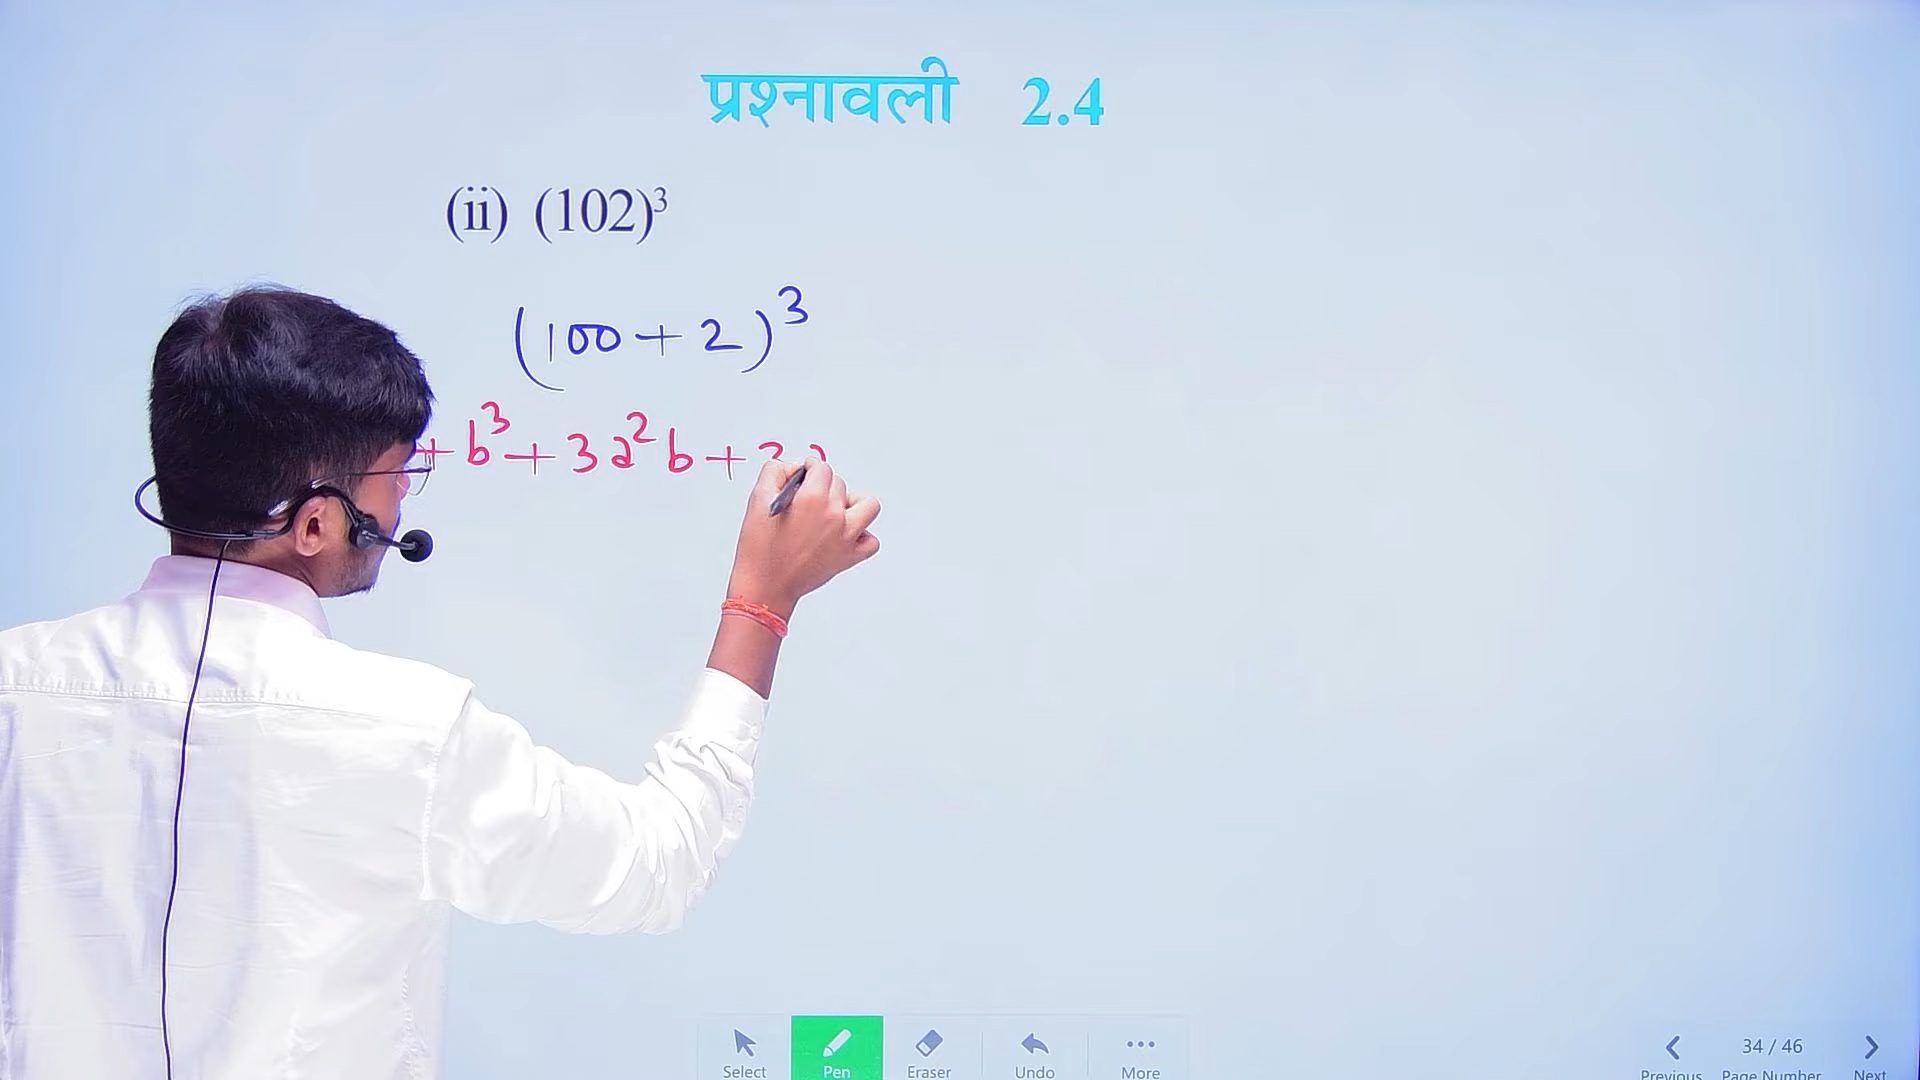 प्रश्नावली 2.4
(ii) (102)³
(100 + 2)³
+ b³ + 3a²b + 3a
Select Pen Eraser Undo More
34 / 46
Previous Page Number Next